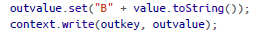 outvalue.set("B" + value.toString());
context.write(outkey, outvalue);